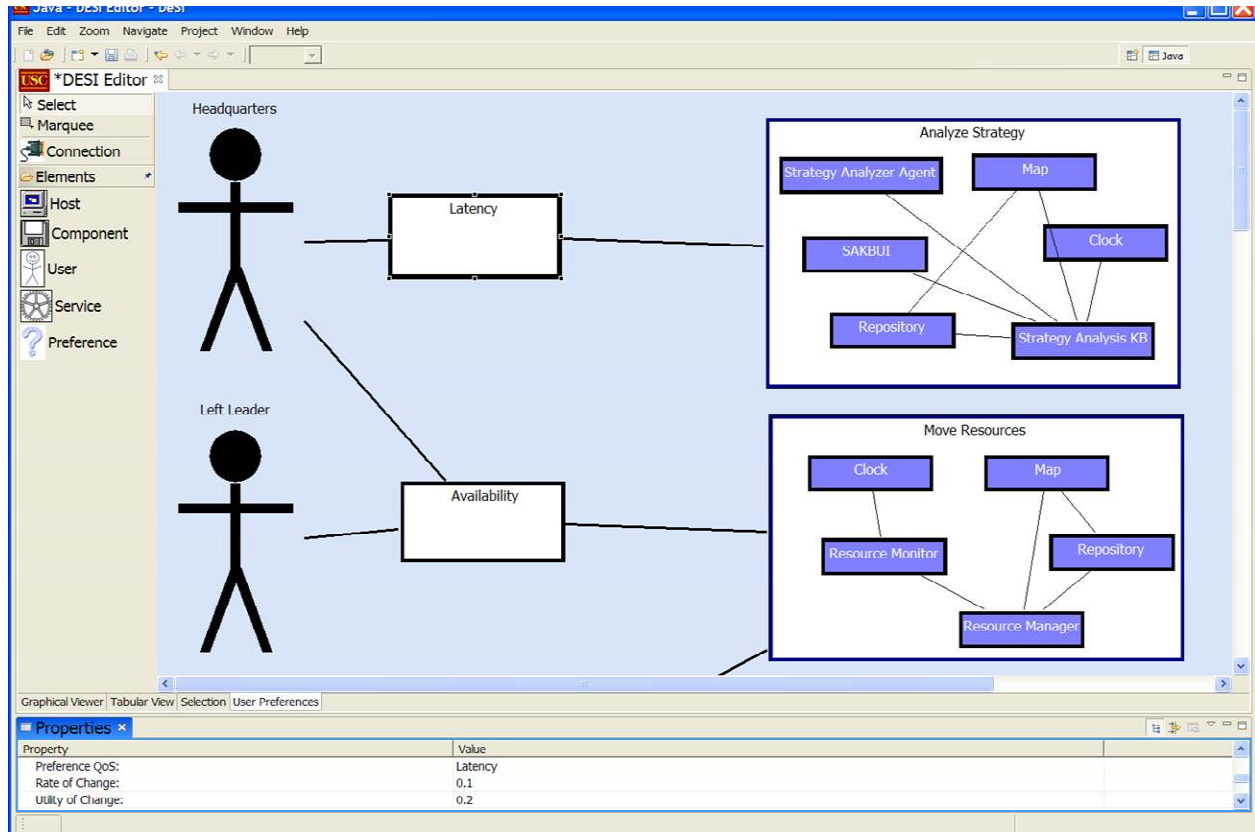 Java - DESI Editor - DeSi
File Edit Zoom Navigate Project Window Help
Java
USC *DESI Editor
Select
Marquee
Connection
Elements
Host
Component
User
Service
Preference
Headquarters
Latency
Analyze Strategy
Strategy Analyzer Agent
Map
Clock
SAKBUI
Repository
Strategy Analysis KB
Left Leader
Availability
Move Resources
Clock
Map
Resource Monitor
Repository
Resource Manager
Graphical Viewer Tabular View Selection User Preferences
Properties
Property Value
Preference QoS: Latency
Rate of Change: 0.1
Utility of Change: 0.2